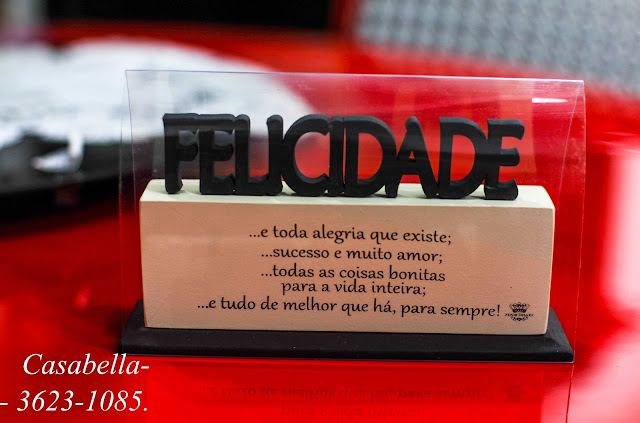 FELICIDADE
...e toda alegria que existe;
...sucesso e muito amor;
...todas as coisas bonitas
para a vida inteira;
...e tudo de melhor que há, para sempre!
Casabella-
- 3623-1085.